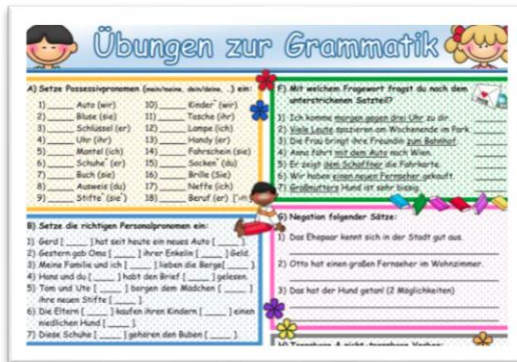 Übungen zur Grammatik
A) Setze Possessivpronomen (mein/meine, dein/deine, ..) ein:
1) _____ Auto (wir)
2) _____ Bluse (sie)
3) _____ Schlüssel (er)
4) _____ Uhr (ihr)
5) _____ Mantel (ich)
6) _____ Schuhe* (er)
7) _____ Buch (sie)
8) _____ Ausweis (du)
9) _____ Stifte* (sie*)
10) _____ Kinder* (wir)
11) _____ Tasche (ihr)
12) _____ Lampe (ich)
13) _____ Handy (er)
14) _____ Fahrschein (sie)
15) _____ Socken* (du)
16) _____ Brille (Sie)
17) _____ Neffe (ich)
18) _____ Beruf (er)
B) Setze die richtigen Personalpronomen ein:
1) Gerd [ _____ ] hat seit heute ein neues Auto [ _____ ].
2) Gestern gab Oma [ _____ ] ihrer Enkelin [ _____ ] Geld.
3) Meine Familie und ich [ _____ ] lieben die Berge[ _____ ].
4) Hans und du [ _____ ] habt den Brief [ _____ ] gelesen.
5) Tom und Ute [ _____ ] borgen dem Mädchen [ _____ ]
ihre neuen Stifte [ _____ ].
6) Die Eltern [ _____ ] kaufen ihren Kindern [ _____ ] einen
niedlichen Hund [ _____ ].
7) Diese Schuhe [ _____ ] gehören den Buben [ _____ ].
F) Mit welchem Fragewort fragst du nach dem
unterstrichenen Satzteil?
1) Ich komme morgen gegen drei Uhr zu dir.
2) Viele Leute spazieren am Wochenende im Park.
3) Die Frau bringt ihre Freundin zum Bahnhof.
4) Anna fährt mit dem Auto nach Wien.
5) Er zeigt dem Schaffner die Fahrkarte.
6) Wir haben einen neuen Fernseher gekauft.
7) Großmutters Hund ist sehr bissig.
G) Negation folgender Sätze:
1) Das Ehepaar kennt sich in der Stadt gut aus.
2) Otto hat einen großen Fernseher im Wohnzimmer.
3) Das hat der Hund getan! (2 Möglichkeiten)